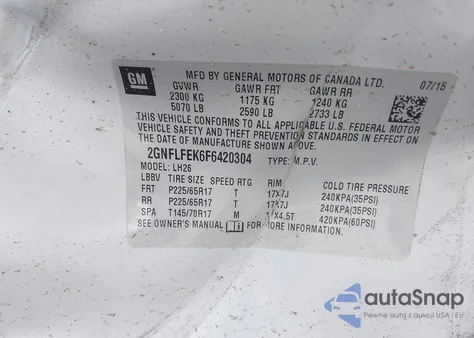 GM MFD BY GENERAL MOTORS OF CANADA LTD. 07/15
GVWR GAWR FRT GAWR RR
2300 KG 1175 KG 1240 KG
5070 LB 2590 LB 2733 LB
THIS VEHICLE CONFORMS TO ALL APPLICABLE U.S. FEDERAL
MOTOR VEHICLE SAFETY, BUMPER, AND THEFT
PREVENTION STANDARDS IN EFFECT ON
THE DATE OF MANUFACTURE SHOWN ABOVE.
2GNFLFEK6F6420304 TYPE: M.P.V.
MODEL: LH26
LBBV TIRE SIZE SPEED RTG RIM COLD TIRE PRESSURE
FRT P225/65R17 T 17X7J 240KPA(35PSI)
RR P225/65R17 T 17X7J 240KPA(35PSI)
SPA T145/70R17 M X4.5T 420KPA(60PSI)
SEE OWNER'S MANUAL FOR MORE INFORMATION.
autoSnap
Pewne auta z aukcji USA i EU